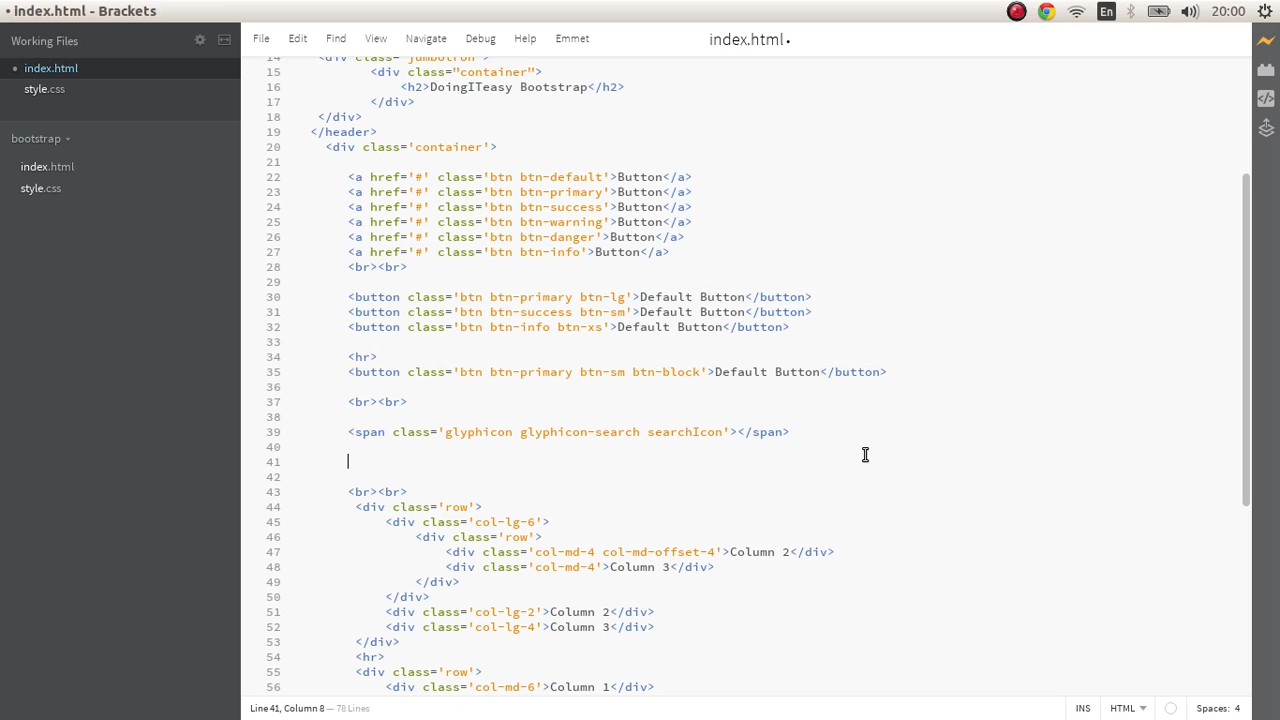 • index.html - Brackets
En
20:00
Working Files
• index.html
style.css
bootstrap
index.html
style.css
File Edit Find View Navigate Debug Help Emmet
index.html •
14 <div class="jumbotron">
15 <div class="container">
16 <h2>DoingITeasy Bootstrap</h2>
17 </div>
18 </div>
19 </header>
20 <div class='container'>
21
22 <a href='#' class='btn btn-default'>Button</a>
23 <a href='#' class='btn btn-primary'>Button</a>
24 <a href='#' class='btn btn-success'>Button</a>
25 <a href='#' class='btn btn-warning'>Button</a>
26 <a href='#' class='btn btn-danger'>Button</a>
27 <a href='#' class='btn btn-info'>Button</a>
28 <br><br>
29
30 <button class='btn btn-primary btn-lg'>Default Button</button>
31 <button class='btn btn-success btn-sm'>Default Button</button>
32 <button class='btn btn-info btn-xs'>Default Button</button>
33
34 <hr>
35 <button class='btn btn-primary btn-sm btn-block'>Default Button</button>
36
37 <br><br>
38
39 <span class='glyphicon glyphicon-search searchIcon'></span>
40
41
42
43 <br><br>
44 <div class='row'>
45 <div class='col-lg-6'>
46 <div class='row'>
47 <div class='col-md-4 col-md-offset-4'>Column 2</div>
48 <div class='col-md-4'>Column 3</div>
49 </div>
50 </div>
51 <div class='col-lg-2'>Column 2</div>
52 <div class='col-lg-4'>Column 3</div>
53 </div>
54 <hr>
55 <div class='row'>
56 <div class='col-md-6'>Column 1</div>
Line 41, Column 8 — 78 Lines
INS HTML Spaces: 4